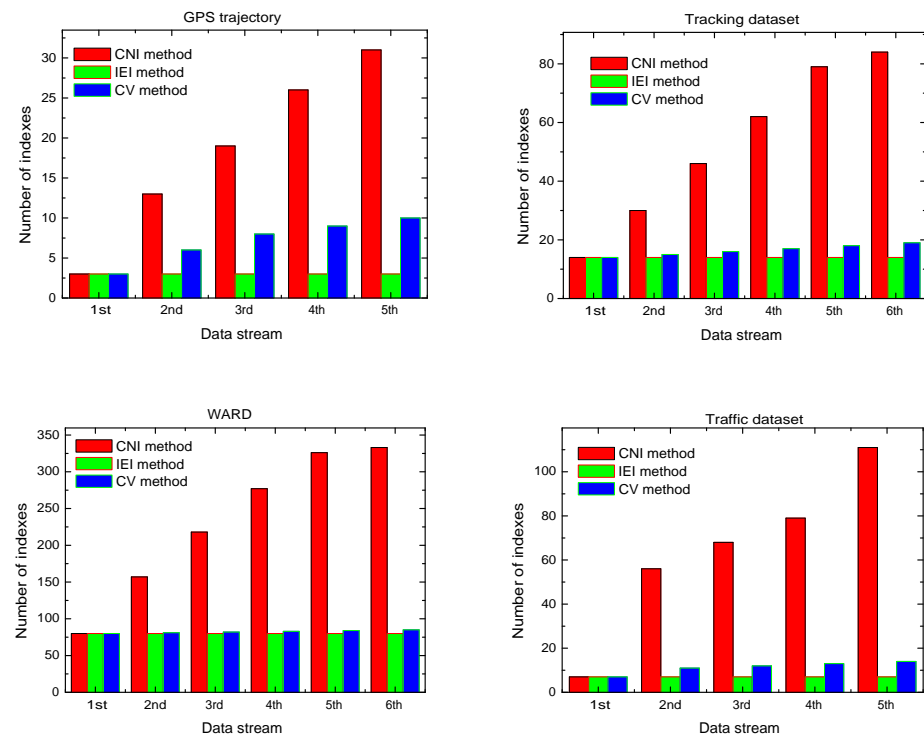 GPS trajectory
CNI method
IEI method
CV method
Number of indexes
30
25
20
15
10
5
0
1st 2nd 3rd 4th 5th
Data stream
Tracking dataset
CNI method
IEI method
CV method
Number of indexes
80
60
40
20
0
1st 2nd 3rd 4th 5th 6th
Data stream
WARD
CNI method
IEI method
CV method
Number of indexes
350
300
250
200
150
100
50
0
1st 2nd 3rd 4th 5th 6th
Data stream
Traffic dataset
CNI method
IEI method
CV method
Number of indexes
100
80
60
40
20
0
1st 2nd 3rd 4th 5th
Data stream